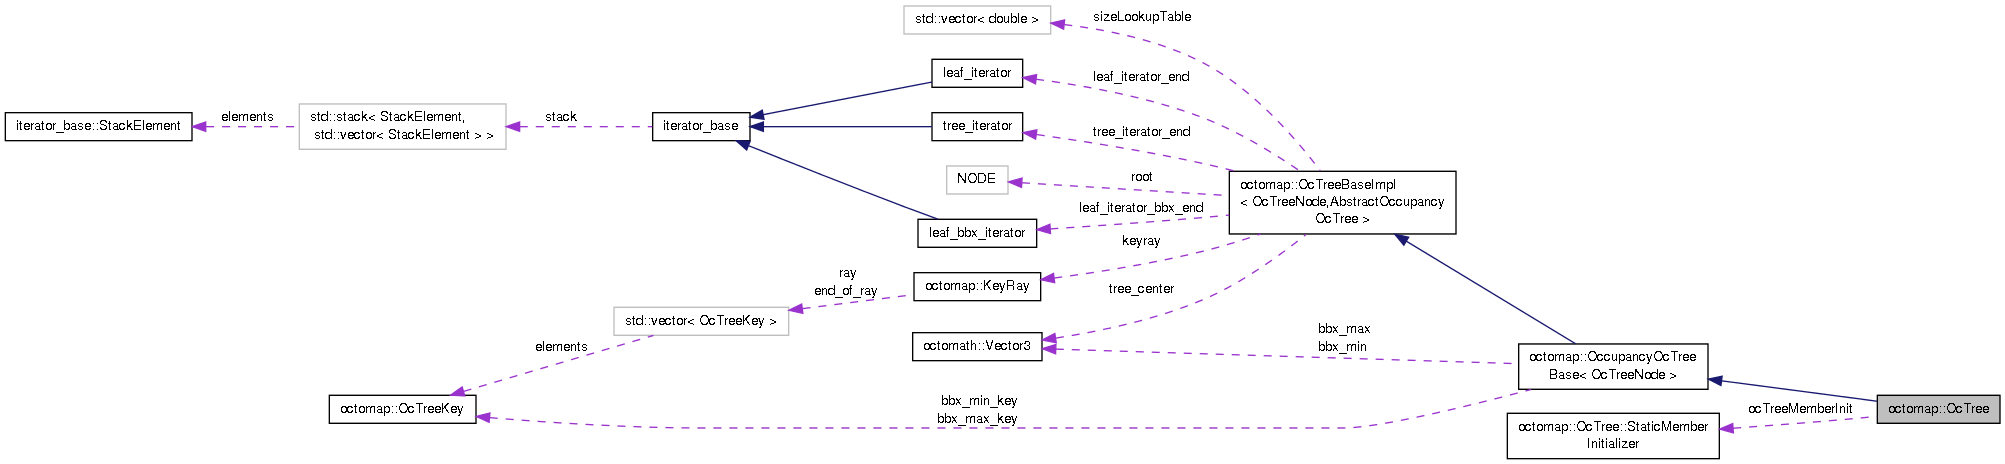 std::vector< double >
sizeLookupTable
leaf_iterator
leaf_iterator_end
iterator_base::StackElement
elements
std::stack< StackElement,
std::vector< StackElement > >
stack
iterator_base
tree_iterator
tree_iterator_end
NODE
root
octomap::OcTreeBaseImpl
< OcTreeNode,AbstractOccupancy
OcTree >
leaf_bbx_iterator
leaf_iterator_bbx_end
keyray
ray
end_of_ray
octomap::KeyRay
tree_center
std::vector< OcTreeKey >
elements
octomath::Vector3
bbx_max
bbx_min
octomap::OccupancyOcTree
Base< OcTreeNode >
octomap::OcTreeKey
bbx_min_key
bbx_max_key
ocTreeMemberInit
octomap::OcTree
octomap::OcTree::StaticMember
Initializer